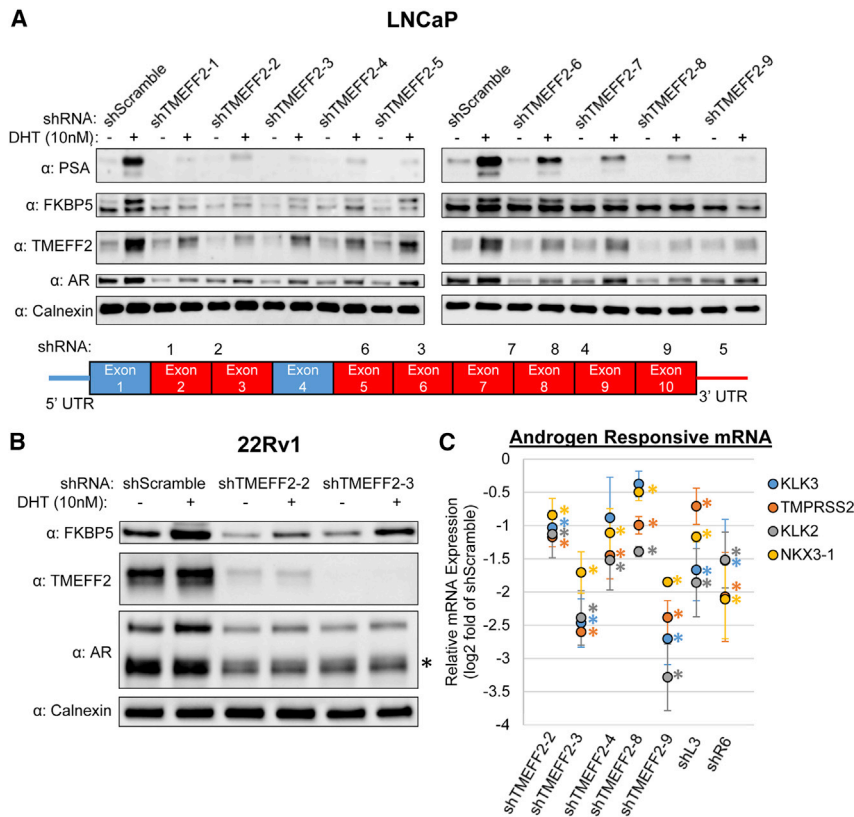 A
LNCaP
shRNA: shScramble shTMEFF2-1 shTMEFF2-2 shTMEFF2-3 shTMEFF2-4 shTMEFF2-5 shScramble shTMEFF2-6 shTMEFF2-7 shTMEFF2-8 shTMEFF2-9
DHT (10nM): - + - + - + - + - + - + - + - + - + - + - +
α: PSA
α: FKBP5
α: TMEFF2
α: AR
α: Calnexin
shRNA: 1 2 6 3 7 8 4 9 5
Exon 1 Exon 2 Exon 3 Exon 4 Exon 5 Exon 6 Exon 7 Exon 8 Exon 9 Exon 10
5' UTR 3' UTR
B
22Rv1
shRNA: shScramble shTMEFF2-2 shTMEFF2-3
DHT (10nM): - + - + - +
α: FKBP5
α: TMEFF2
α: AR
*
α: Calnexin
C
Androgen Responsive mRNA
Relative mRNA Expression
(log2 fold of shScramble)
0
-0.5
-1
-1.5
-2
-2.5
-3
-3.5
-4
KLK3
TMPRSS2
KLK2
NKX3-1
shTMEFF2-2
shTMEFF2-3
shTMEFF2-4
shTMEFF2-8
shTMEFF2-9
shL3
shR6